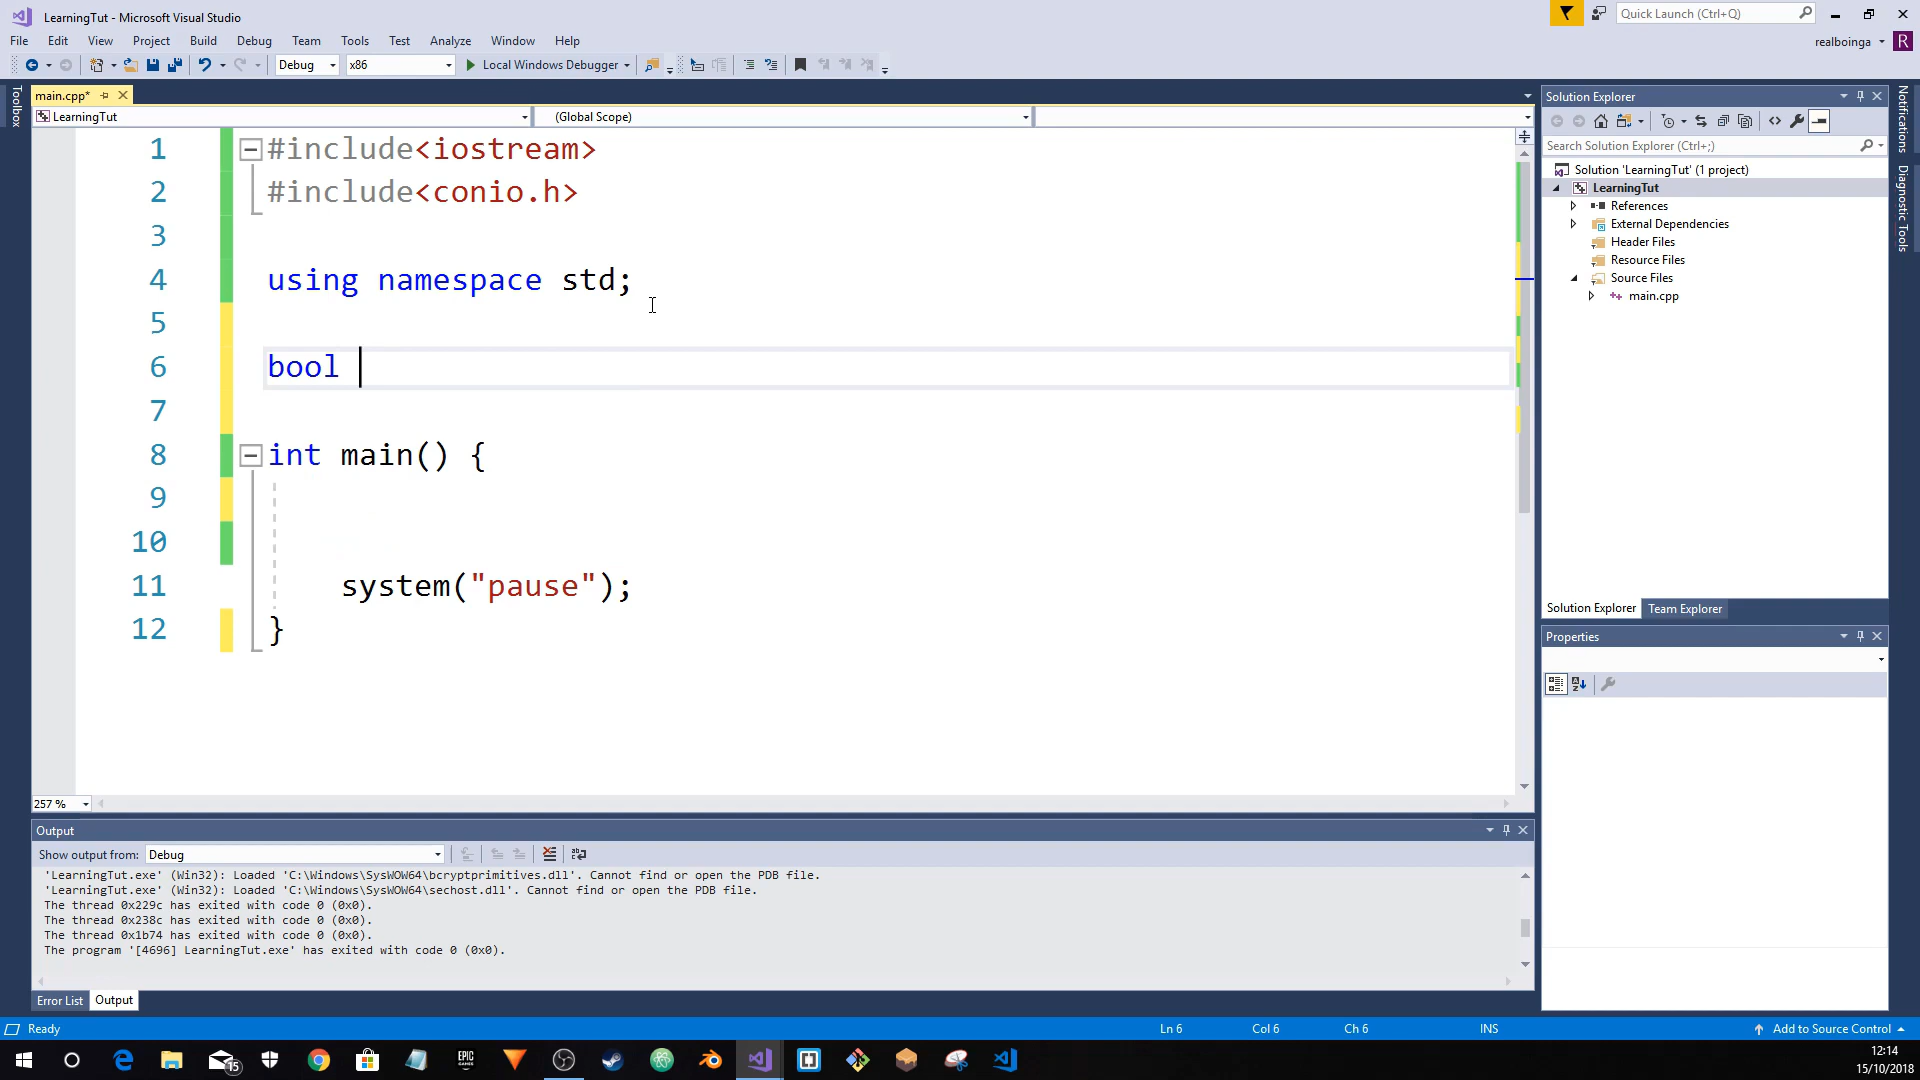 LearningTut - Microsoft Visual Studio
Quick Launch (Ctrl+Q)
File Edit View Project Build Debug Team Tools Test Analyze Window Help
realboinga R
Debug x86 Local Windows Debugger
Toolbox
main.cpp*
LearningTut (Global Scope)
1 #include<iostream>
2 #include<conio.h>
3
4 using namespace std;
5
6 bool
7
8 int main() {
9
10
11 system("pause");
12 }
257 %
Output
Show output from: Debug
'LearningTut.exe' (Win32): Loaded 'C:\Windows\SysWOW64\bcryptprimitives.dll'. Cannot find or open the PDB file.
'LearningTut.exe' (Win32): Loaded 'C:\Windows\SysWOW64\sechost.dll'. Cannot find or open the PDB file.
The thread 0x229c has exited with code 0 (0x0).
The thread 0x238c has exited with code 0 (0x0).
The thread 0x1b74 has exited with code 0 (0x0).
The program '[4696] LearningTut.exe' has exited with code 0 (0x0).
Error List Output
Solution Explorer
Search Solution Explorer (Ctrl+;)
Solution 'LearningTut' (1 project)
LearningTut
References
External Dependencies
Header Files
Resource Files
Source Files
main.cpp
Solution Explorer Team Explorer
Properties
Notifications
Diagnostic Tools
Ready Ln 6 Col 6 Ch 6 INS Add to Source Control
15
EPIC GAMES
12:14
15/10/2018